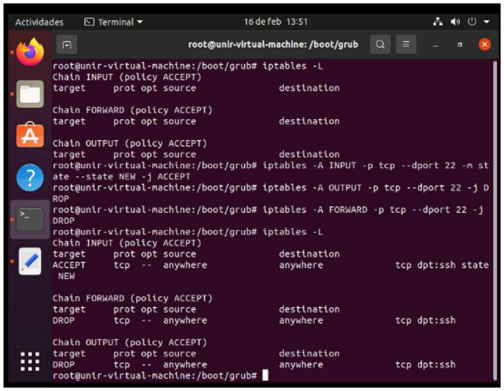 Actividades Terminal 16 de feb 13:51
root@unir-virtual-machine: /boot/grub
root@unir-virtual-machine:/boot/grub# iptables -L
Chain INPUT (policy ACCEPT)
target prot opt source destination
Chain FORWARD (policy ACCEPT)
target prot opt source destination
Chain OUTPUT (policy ACCEPT)
target prot opt source destination
root@unir-virtual-machine:/boot/grub# iptables -A INPUT -p tcp --dport 22 -m st
ate --state NEW -j ACCEPT
root@unir-virtual-machine:/boot/grub# iptables -A OUTPUT -p tcp --dport 22 -j D
ROP
root@unir-virtual-machine:/boot/grub# iptables -A FORWARD -p tcp --dport 22 -j
DROP
root@unir-virtual-machine:/boot/grub# iptables -L
Chain INPUT (policy ACCEPT)
target prot opt source destination
ACCEPT tcp -- anywhere anywhere tcp dpt:ssh state
NEW
Chain FORWARD (policy ACCEPT)
target prot opt source destination
DROP tcp -- anywhere anywhere tcp dpt:ssh
Chain OUTPUT (policy ACCEPT)
target prot opt source destination
DROP tcp -- anywhere anywhere tcp dpt:ssh
root@unir-virtual-machine:/boot/grub#